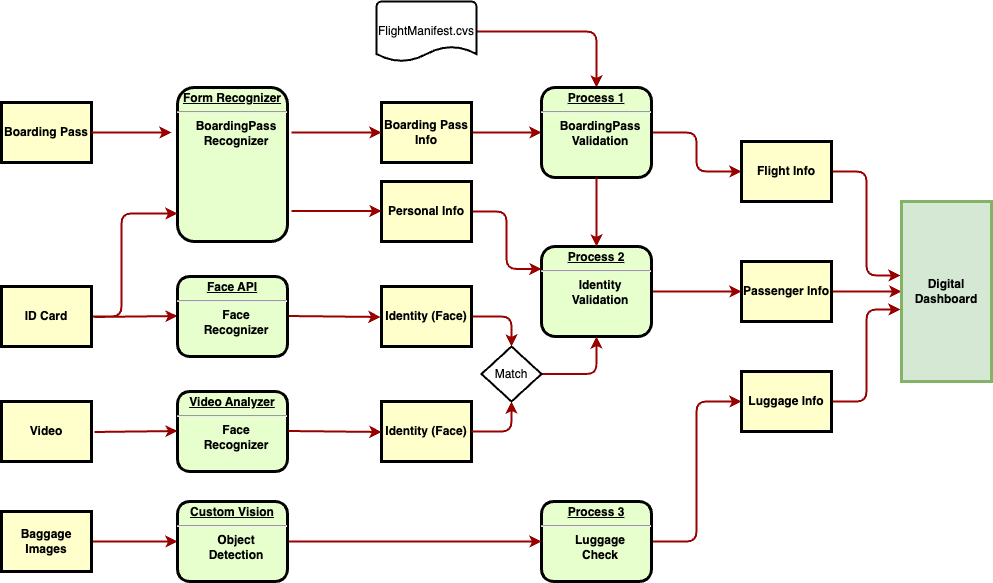 FlightManifest.cvs
Boarding Pass
Form Recognizer
BoardingPass
Recognizer
Boarding Pass
Info
Process 1
BoardingPass
Validation
Flight Info
Personal Info
Process 2
Identity
Validation
Passenger Info
Digital
Dashboard
ID Card
Face API
Face
Recognizer
Identity (Face)
Match
Video
Video Analyzer
Face
Recognizer
Identity (Face)
Luggage Info
Baggage
Images
Custom Vision
Object
Detection
Process 3
Luggage
Check